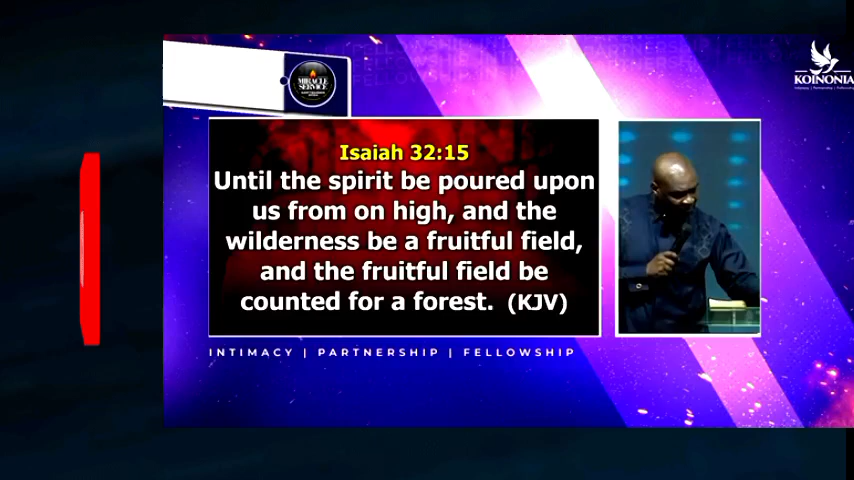 MIRACLE
SERVICE
KOINONIA
Isaiah 32:15
Until the spirit be poured upon
us from on high, and the
wilderness be a fruitful field,
and the fruitful field be
counted for a forest. (KJV)
INTIMACY | PARTNERSHIP | FELLOWSHIP